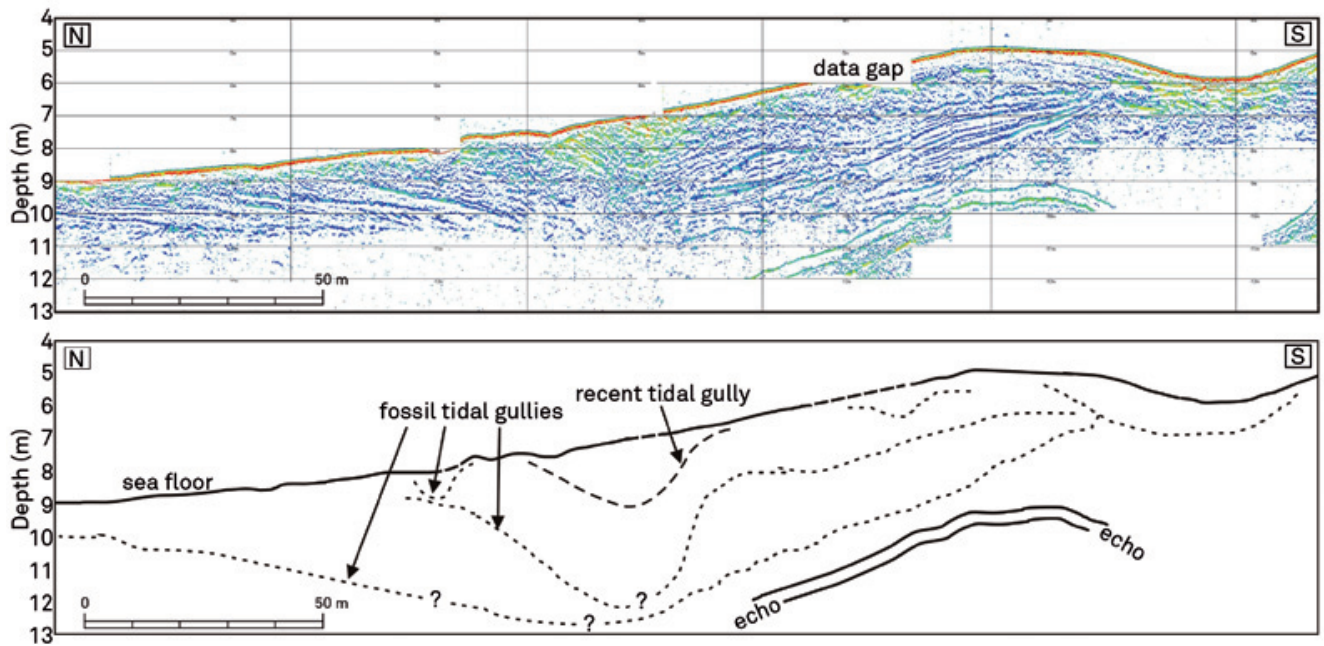 4
N
S
5
data gap
6
7
8
9
10
11
12
13
Depth (m)
0
50 m
4
N
S
5
recent tidal gully
6
fossil tidal gullies
7
8
sea floor
9
10
echo
11
12
?
?
?
echo
13
Depth (m)
0
50 m